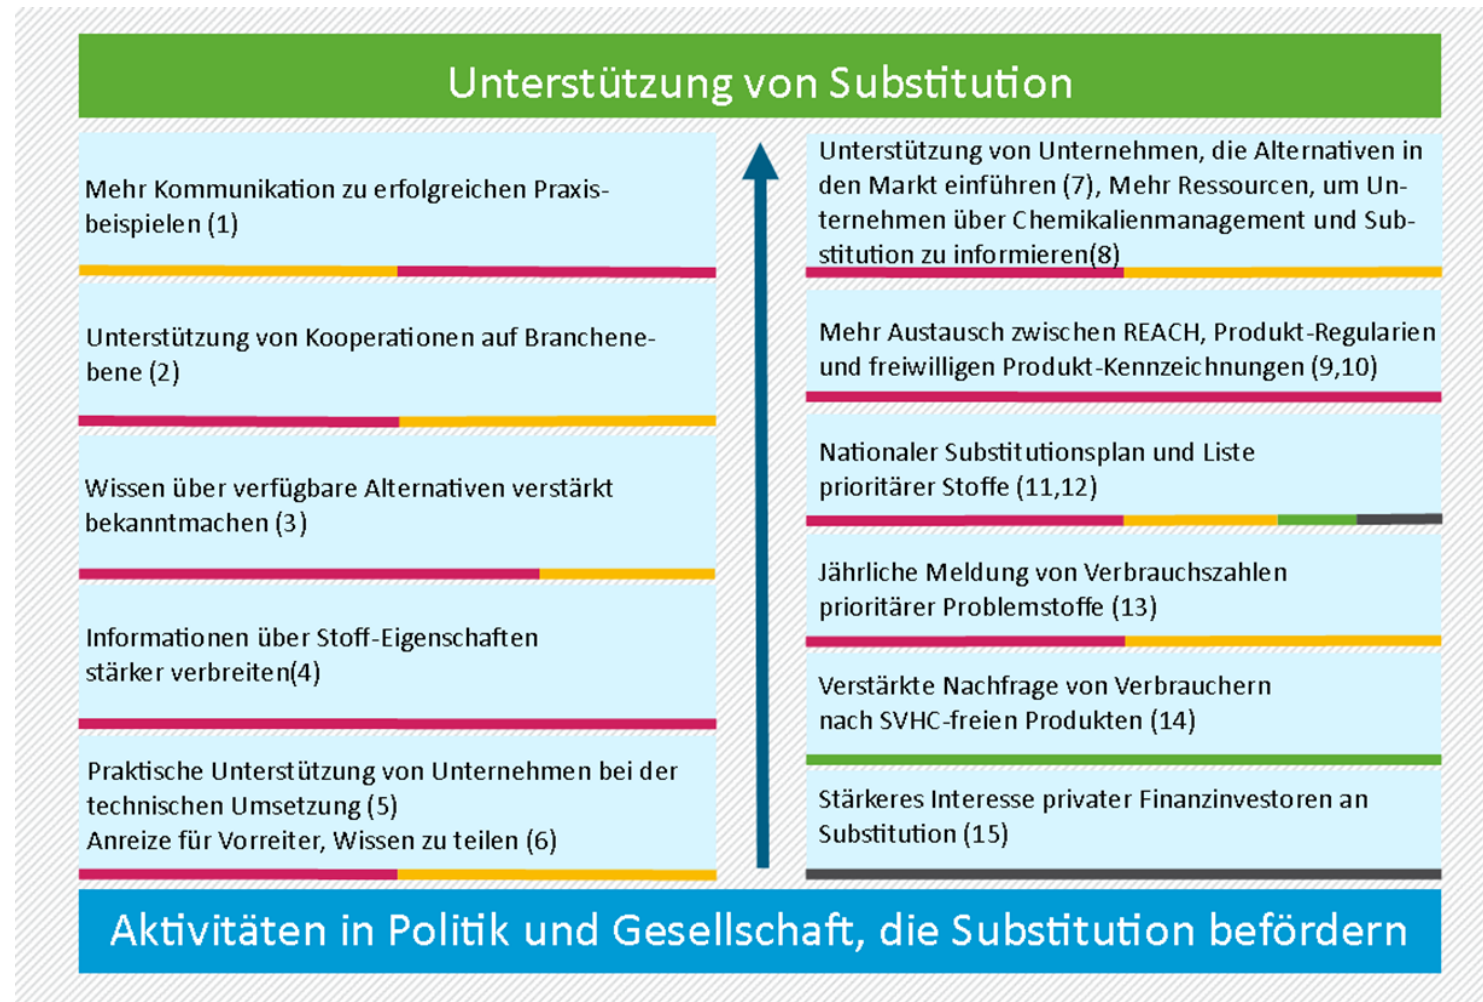 Unterstützung von Substitution
Mehr Kommunikation zu erfolgreichen Praxis-
beispielen (1)
Unterstützung von Kooperationen auf Branchene-
bene (2)
Wissen über verfügbare Alternativen verstärkt
bekanntmachen (3)
Informationen über Stoff-Eigenschaften
stärker verbreiten(4)
Praktische Unterstützung von Unternehmen bei der
technischen Umsetzung (5)
Anreize für Vorreiter, Wissen zu teilen (6)
Unterstützung von Unternehmen, die Alternativen in
den Markt einführen (7), Mehr Ressourcen, um Un-
ternehmen über Chemikalienmanagement und Sub-
stitution zu informieren(8)
Mehr Austausch zwischen REACH, Produkt-Regularien
und freiwilligen Produkt-Kennzeichnungen (9,10)
Nationaler Substitutionsplan und Liste
prioritärer Stoffe (11,12)
Jährliche Meldung von Verbrauchszahlen
prioritärer Problemstoffe (13)
Verstärkte Nachfrage von Verbrauchern
nach SVHC-freien Produkten (14)
Stärkeres Interesse privater Finanzinvestoren an
Substitution (15)
Aktivitäten in Politik und Gesellschaft, die Substitution befördern